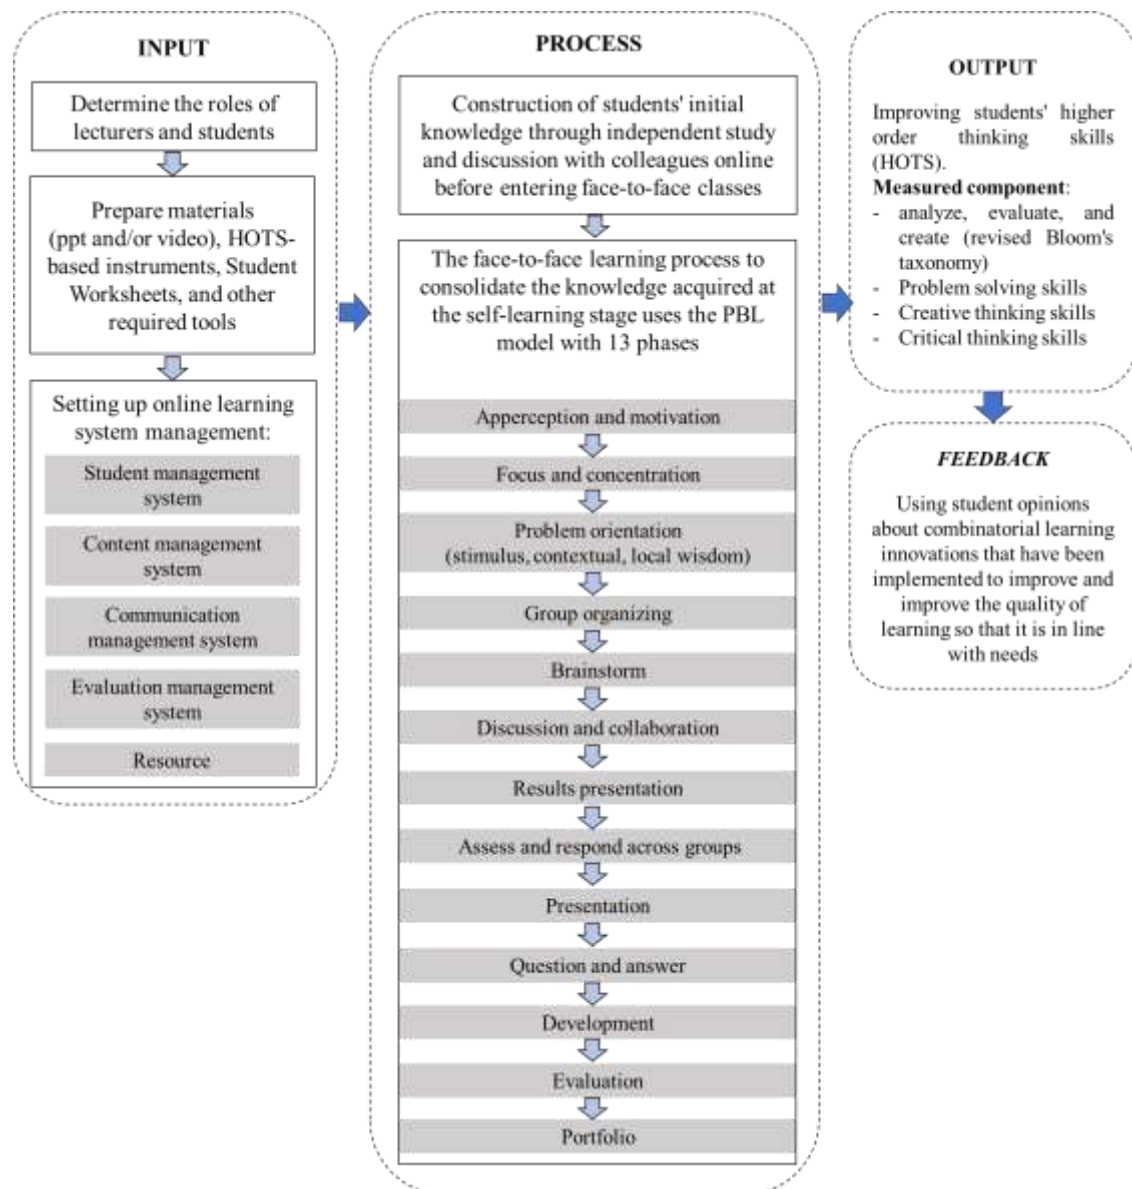 INPUT
Determine the roles of
lecturers and students
Prepare materials
(ppt and/or video), HOTS-
based instruments, Student
Worksheets, and other
required tools
Setting up online learning
system management:
Student management
system
Content management
system
Communication
management system
Evaluation management
system
Resource
PROCESS
Construction of students' initial
knowledge through independent study
and discussion with colleagues online
before entering face-to-face classes
The face-to-face learning process to
consolidate the knowledge acquired at
the self-learning stage uses the PBL
model with 13 phases
Apperception and motivation
Focus and concentration
Problem orientation
(stimulus, contextual, local wisdom)
Group organizing
Brainstorm
Discussion and collaboration
Results presentation
Assess and respond across groups
Presentation
Question and answer
Development
Evaluation
Portfolio
OUTPUT
Improving students' higher
order thinking skills
(HOTS).
Measured component:
- analyze, evaluate, and
create (revised Bloom's
taxonomy)
- Problem solving skills
- Creative thinking skills
- Critical thinking skills
FEEDBACK
Using student opinions
about combinatorial learning
innovations that have been
implemented to improve and
improve the quality of
learning so that it is in line
with needs